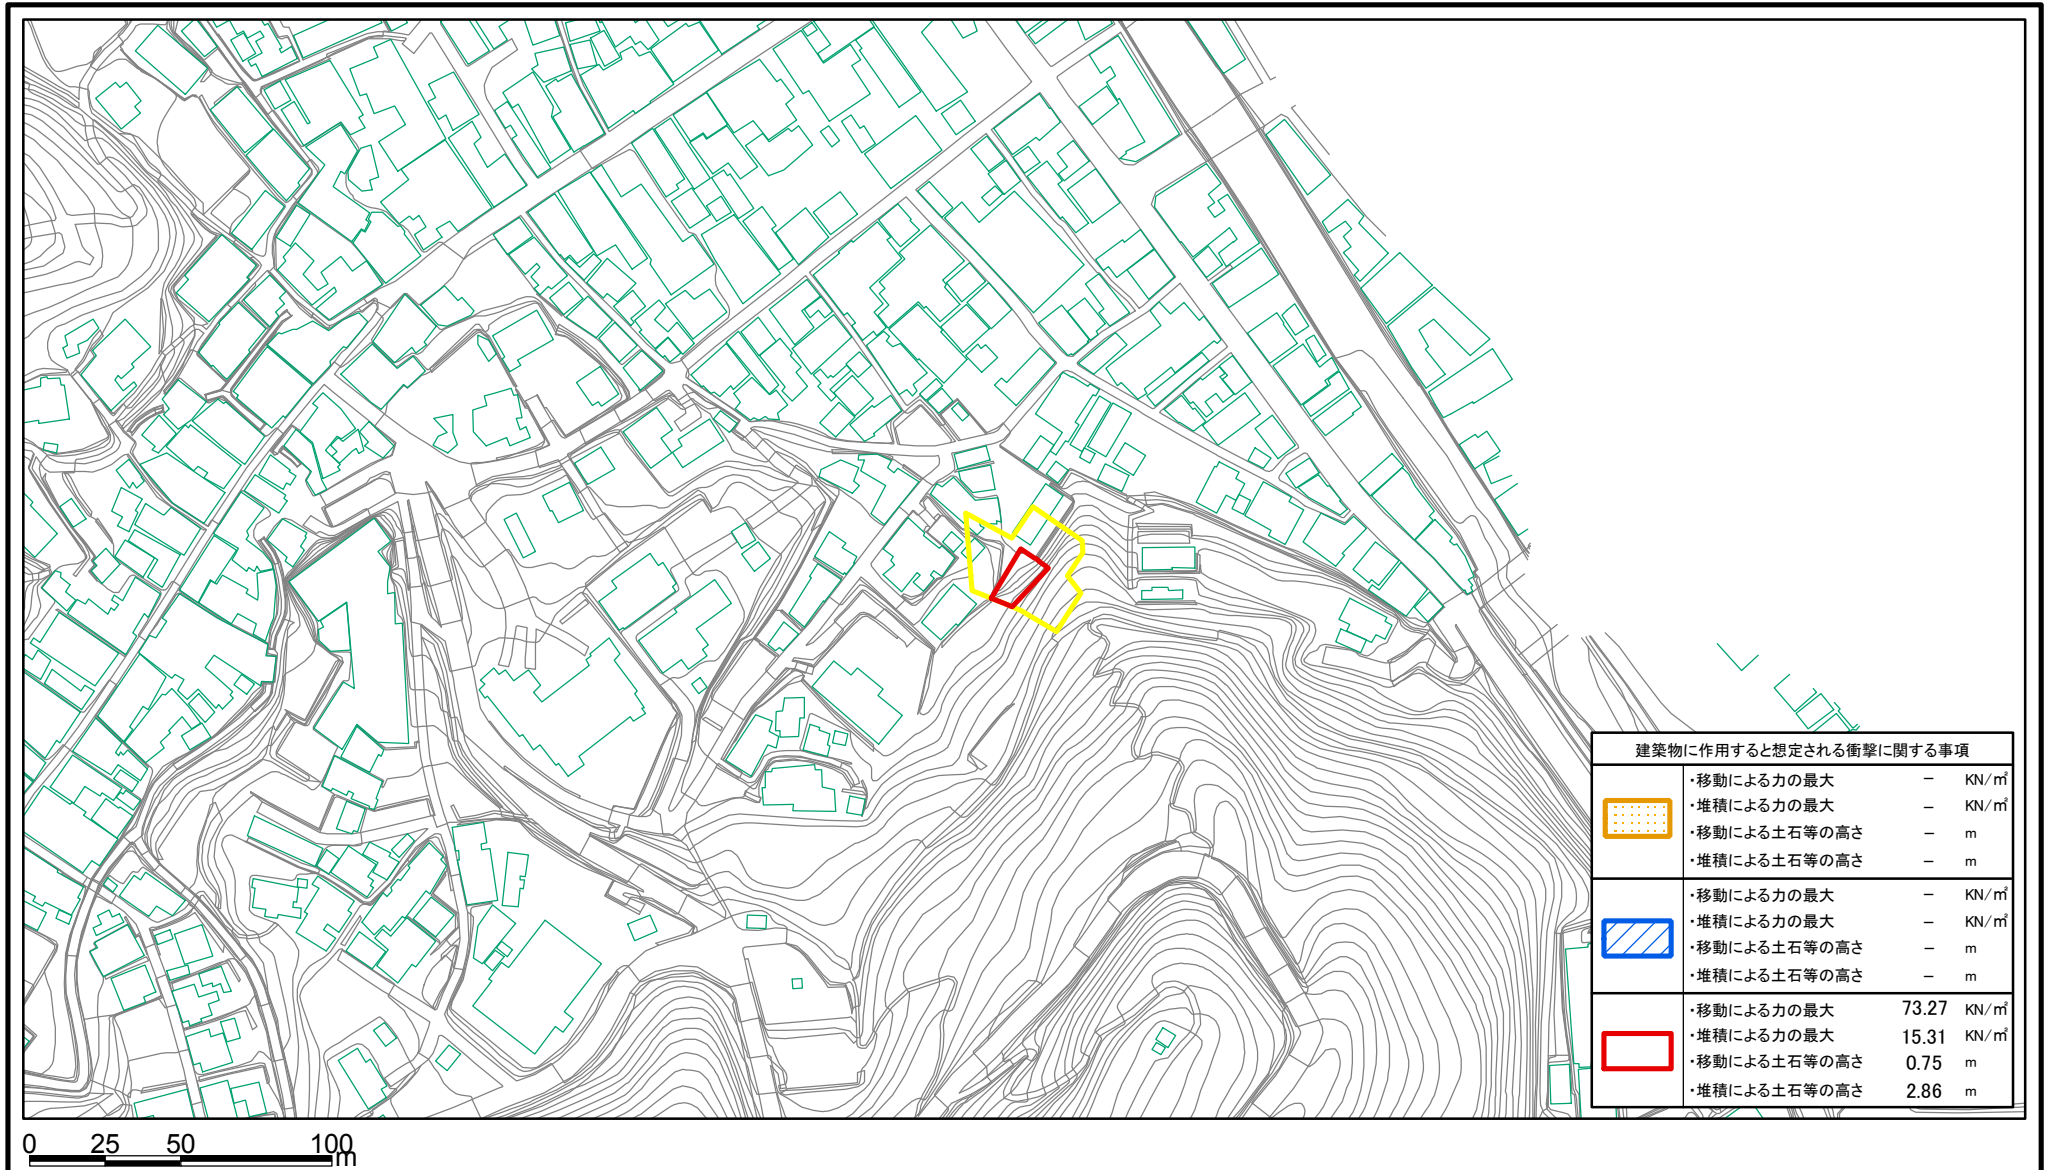 建築物に作用すると想定される衝撃に関する事項
・移動による力の最大 − KN/㎡
・堆積による力の最大 − KN/㎡
・移動による土石等の高さ − m
・堆積による土石等の高さ − m
・移動による力の最大 − KN/㎡
・堆積による力の最大 − KN/㎡
・移動による土石等の高さ − m
・堆積による土石等の高さ − m
・移動による力の最大 73.27 KN/㎡
・堆積による力の最大 15.31 KN/㎡
・移動による土石等の高さ 0.75 m
・堆積による土石等の高さ 2.86 m
0 25 50 100
m